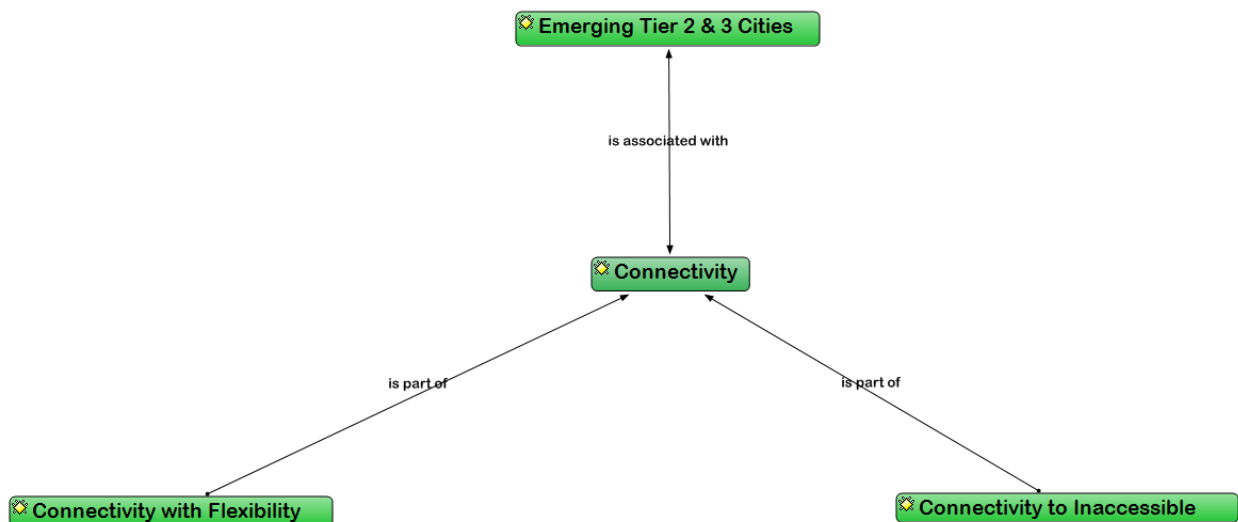 Emerging Tier 2 & 3 Cities
is associated with
Connectivity
is part of
is part of
Connectivity with Flexibility
Connectivity to Inaccessible